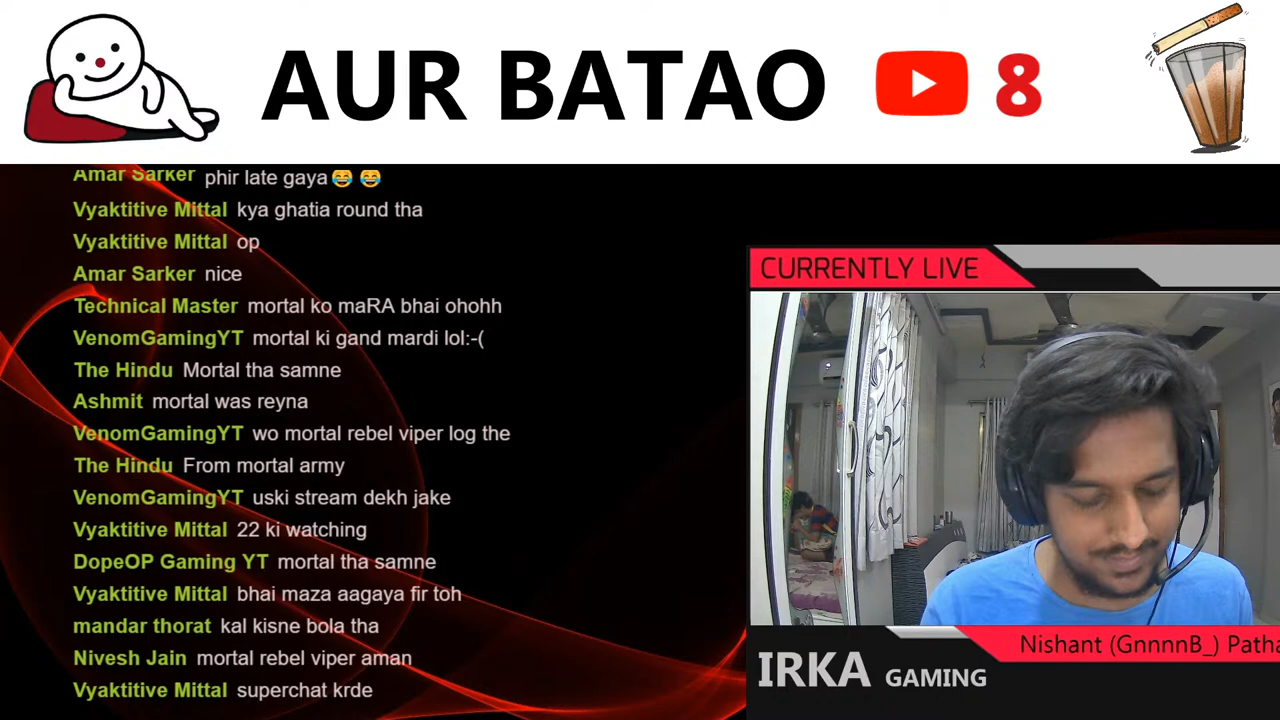 AUR BATAO 8
Amar Sarker phir late gaya😂 😂
Vyaktitive Mittal kya ghatia round tha
Vyaktitive Mittal op
Amar Sarker nice
Technical Master mortal ko maRA bhai ohohh
VenomGamingYT mortal ki gand mardi lol:-(
The Hindu Mortal tha samne
Ashmit mortal was reyna
VenomGamingYT wo mortal rebel viper log the
The Hindu From mortal army
VenomGamingYT uski stream dekh jake
Vyaktitive Mittal 22 ki watching
DopeOP Gaming YT mortal tha samne
Vyaktitive Mittal bhai maza aagaya fir toh
mandar thorat kal kisne bola tha
Nivesh Jain mortal rebel viper aman
Vyaktitive Mittal superchat krde
CURRENTLY LIVE
Nishant (GnnnnB_) Patha
IRKA GAMING